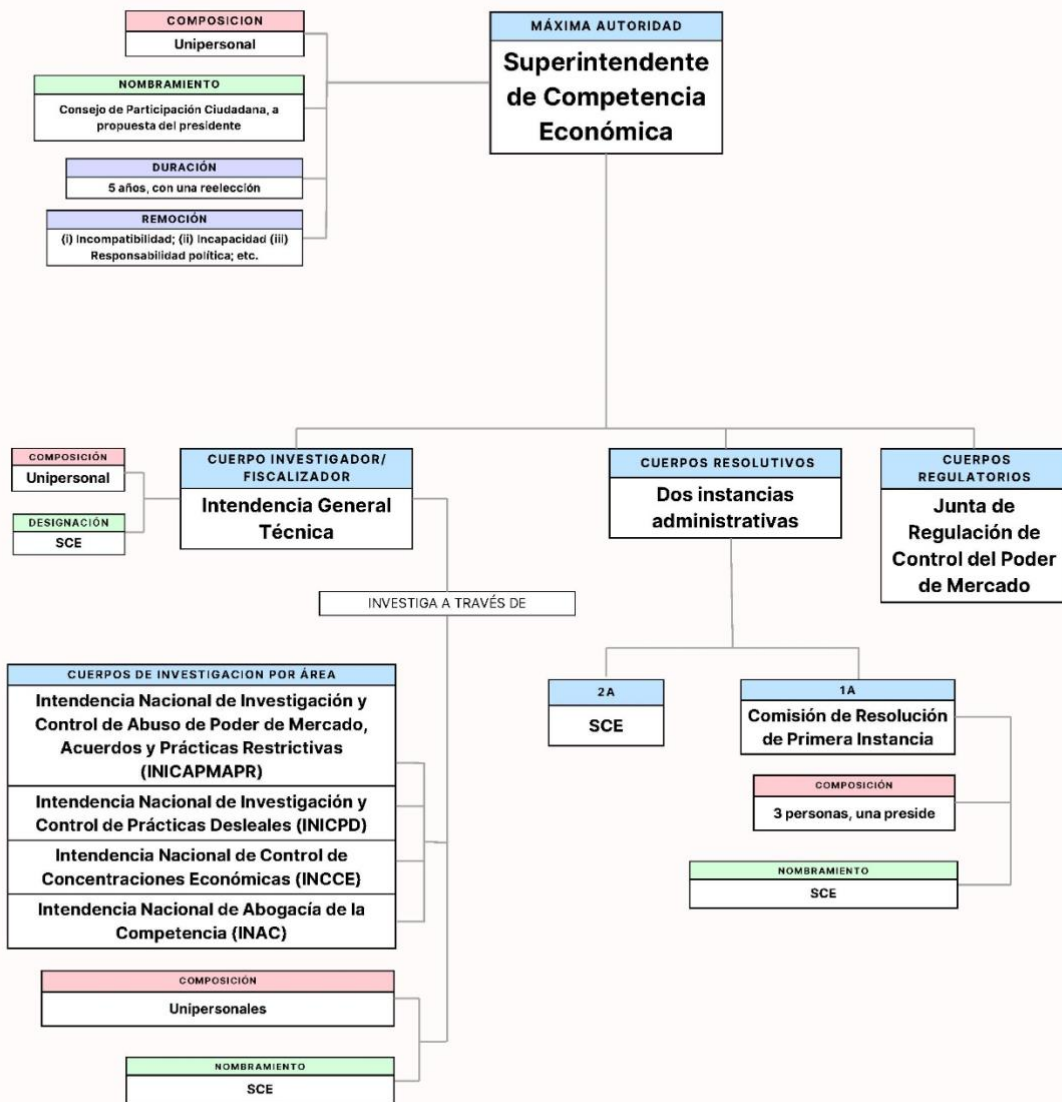 COMPOSICION
Unipersonal
NOMBRAMIENTO
Consejo de Participación Ciudadana, a
propuesta del presidente
DURACIÓN
5 años, con una reelección
REMOCIÓN
(i) Incompatibilidad; (ii) Incapacidad (iii)
Responsabilidad política; etc.
MÁXIMA AUTORIDAD
Superintendente
de Competencia
Económica
COMPOSICIÓN
Unipersonal
DESIGNACIÓN
SCE
CUERPO INVESTIGADOR/
FISCALIZADOR
Intendencia General
Técnica
CUERPOS RESOLUTIVOS
Dos instancias
administrativas
CUERPOS
REGULATORIOS
Junta de
Regulación de
Control del Poder
de Mercado
INVESTIGA A TRAVÉS DE
CUERPOS DE INVESTIGACION POR ÁREA
Intendencia Nacional de Investigación y
Control de Abuso de Poder de Mercado,
Acuerdos y Prácticas Restrictivas
(INICAPMAPR)
Intendencia Nacional de Investigación y
Control de Prácticas Desleales (INICPD)
Intendencia Nacional de Control de
Concentraciones Económicas (INCCE)
Intendencia Nacional de Abogacía de la
Competencia (INAC)
COMPOSICIÓN
Unipersonales
NOMBRAMIENTO
SCE
2A
SCE
1A
Comisión de Resolución
de Primera Instancia
COMPOSICIÓN
3 personas, una preside
NOMBRAMIENTO
SCE